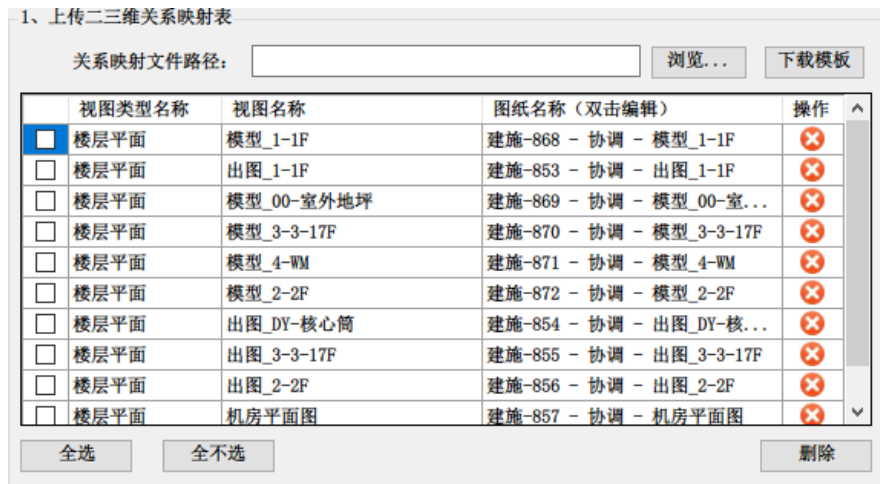 1、上传二三维关系映射表
关系映射文件路径: 浏览... 下载模板
视图类型名称 视图名称 图纸名称（双击编辑） 操作
楼层平面 模型_1-1F 建施-868 - 协调 - 模型_1-1F
楼层平面 出图_1-1F 建施-853 - 协调 - 出图_1-1F
楼层平面 模型_00-室外地坪 建施-869 - 协调 - 模型_00-室...
楼层平面 模型_3-3-17F 建施-870 - 协调 - 模型_3-3-17F
楼层平面 模型_4-WM 建施-871 - 协调 - 模型_4-WM
楼层平面 模型_2-2F 建施-872 - 协调 - 模型_2-2F
楼层平面 出图_DY-核心筒 建施-854 - 协调 - 出图_DY-核...
楼层平面 出图_3-3-17F 建施-855 - 协调 - 出图_3-3-17F
楼层平面 出图_2-2F 建施-856 - 协调 - 出图_2-2F
楼层平面 机房平面图 建施-857 - 协调 - 机房平面图
全选 全不选 删除